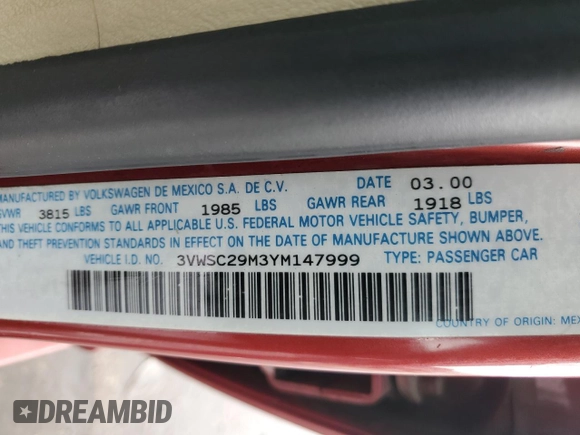 MANUFACTURED BY VOLKSWAGEN DE MEXICO S.A. DE C.V. DATE 03.00
GVWR 3815 LBS GAWR FRONT 1985 LBS GAWR REAR 1918 LBS
THIS VEHICLE CONFORMS TO ALL APPLICABLE U.S. FEDERAL MOTOR VEHICLE SAFETY, BUMPER,
AND THEFT PREVENTION STANDARDS IN EFFECT ON THE DATE OF MANUFACTURE SHOWN ABOVE.
VEHICLE I.D. NO. 3VWSC29M3YM147999 TYPE: PASSENGER CAR
COUNTRY OF ORIGIN: MEX
DREAMBID